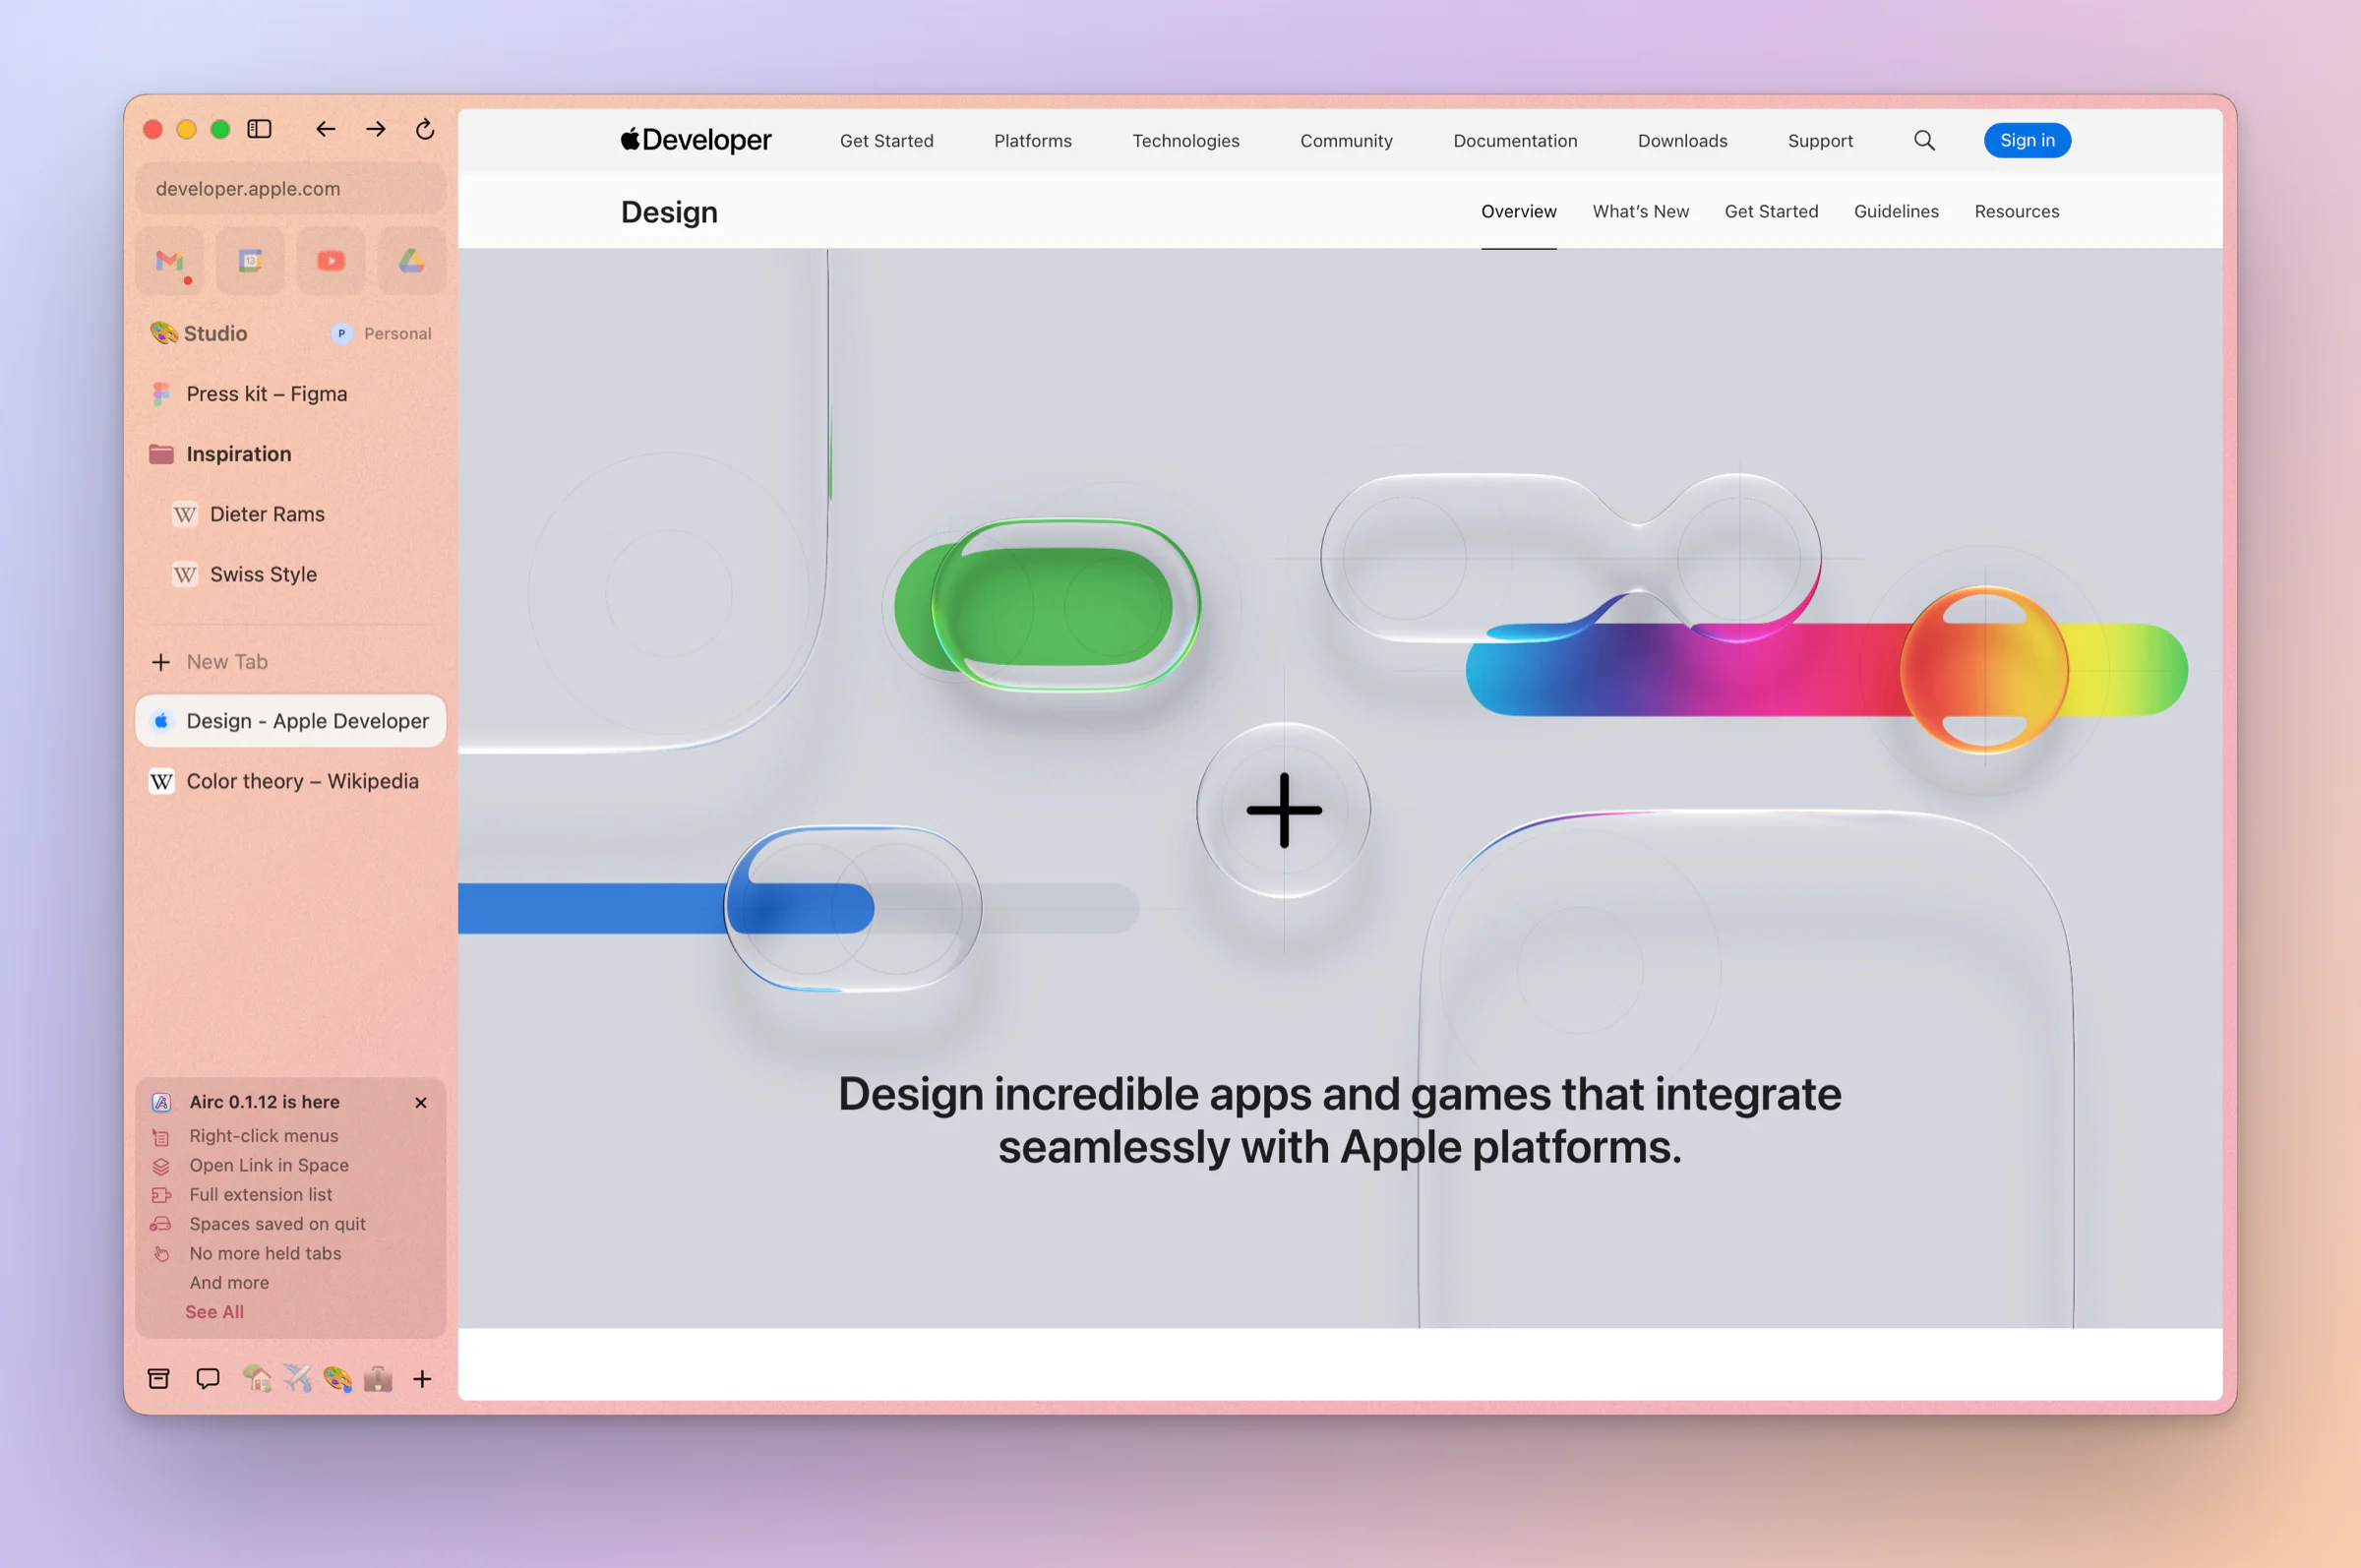 developer.apple.com
13
Studio
P Personal
Press kit – Figma
Inspiration
W Dieter Rams
W Swiss Style
New Tab
Design - Apple Developer
W Color theory – Wikipedia
Airc 0.1.12 is here
Right-click menus
Open Link in Space
Full extension list
Spaces saved on quit
No more held tabs
And more
See All
Developer Get Started Platforms Technologies Community Documentation Downloads Support Sign in
Design Overview What’s New Get Started Guidelines Resources
Design incredible apps and games that integrate
seamlessly with Apple platforms.